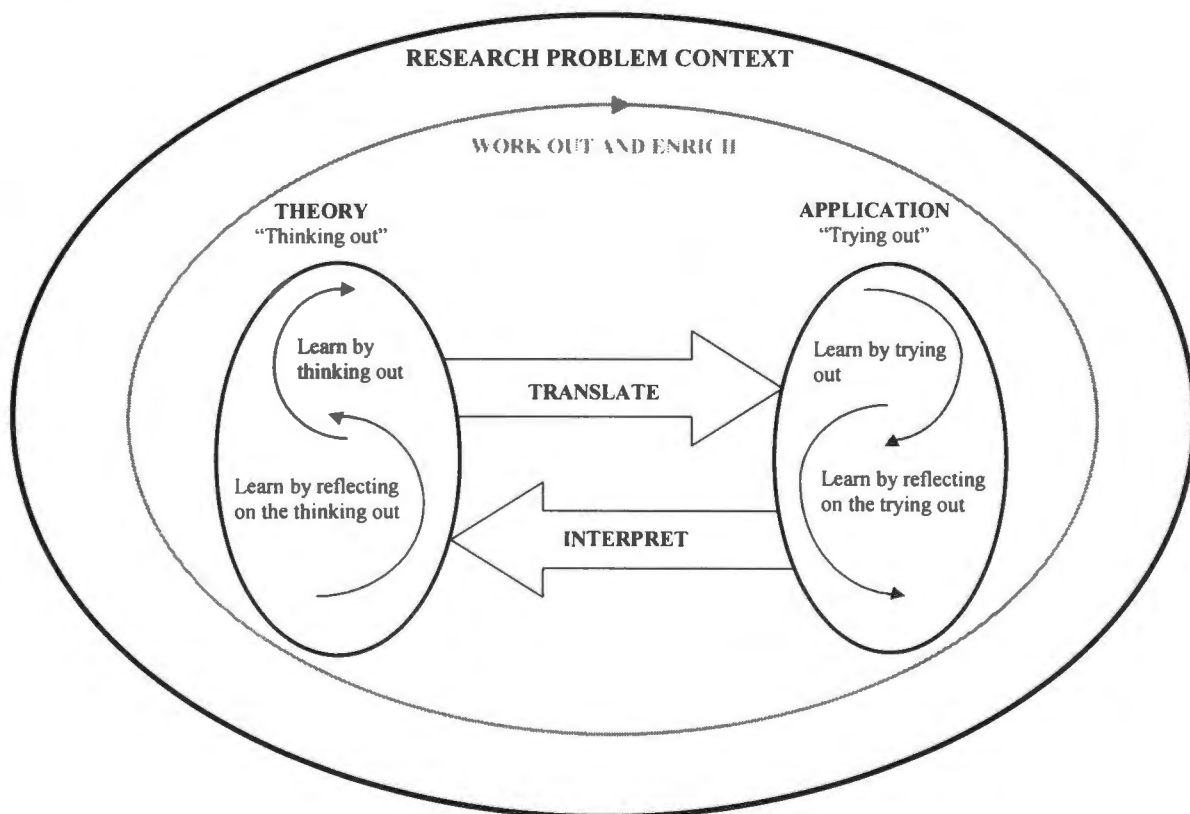 RESEARCH PROBLEM CONTEXT
WORK OUT AND ENRICH
THEORY
“Thinking out”
APPLICATION
“Trying out”
Learn by
thinking out
Learn by trying
out
TRANSLATE
Learn by reflecting
on the thinking out
Learn by reflecting
on the trying out
INTERPRET